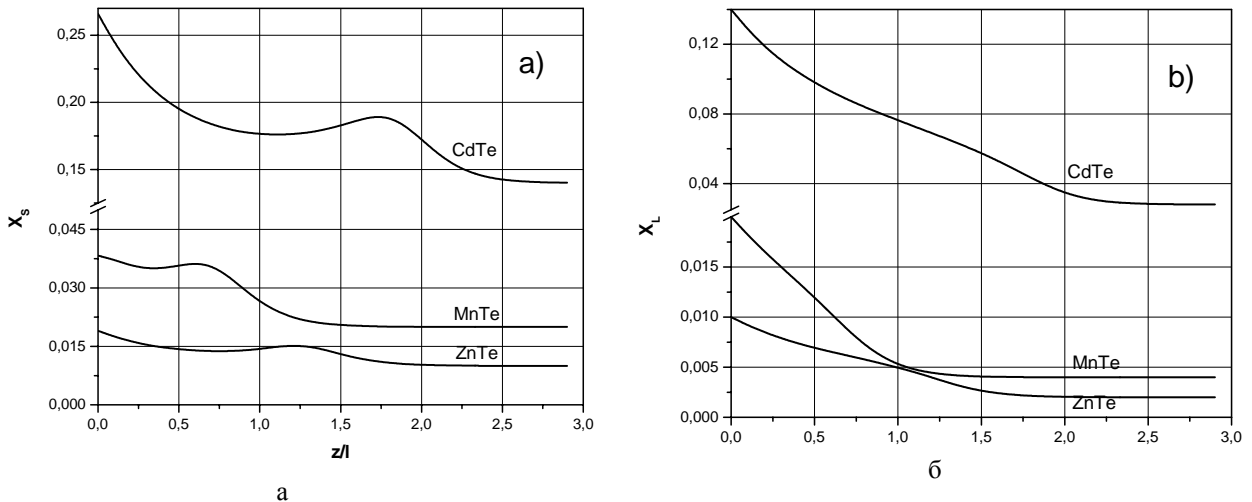 a)
0,25
0,20
0,15
CdTe
X_S
0,045
0,030
0,015
0,000
MnTe
ZnTe
0,0 0,5 1,0 1,5 2,0 2,5 3,0
z/l
а
b)
0,12
0,08
0,04
CdTe
X_L
0,015
0,010
0,005
0,000
MnTe
ZnTe
0,0 0,5 1,0 1,5 2,0 2,5 3,0
б